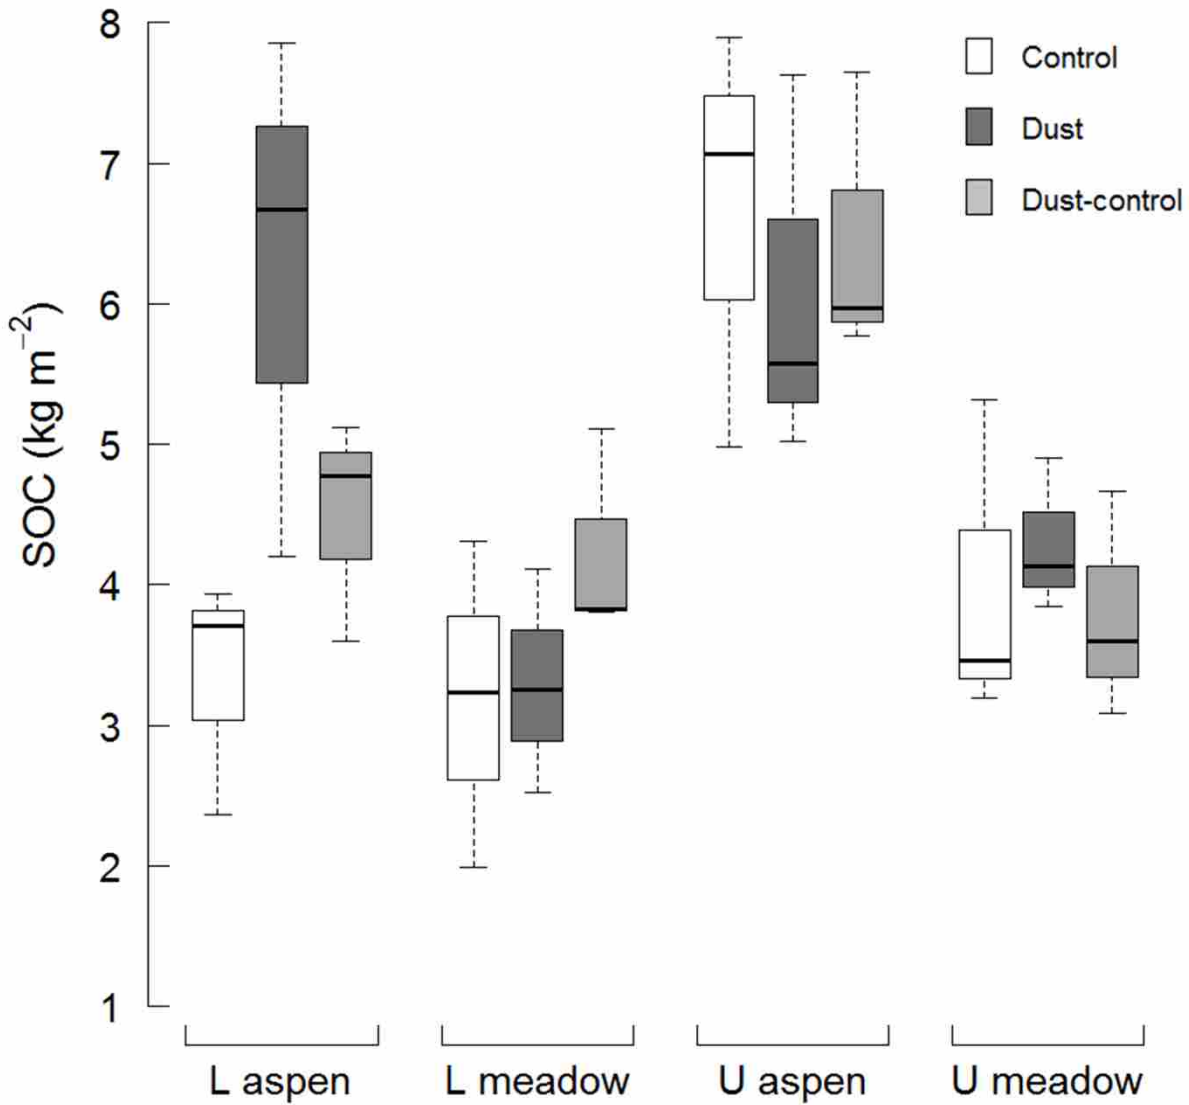 8
7
6
5
4
3
2
1
SOC (kg m⁻²)
Control
Dust
Dust-control
L aspen
L meadow
U aspen
U meadow